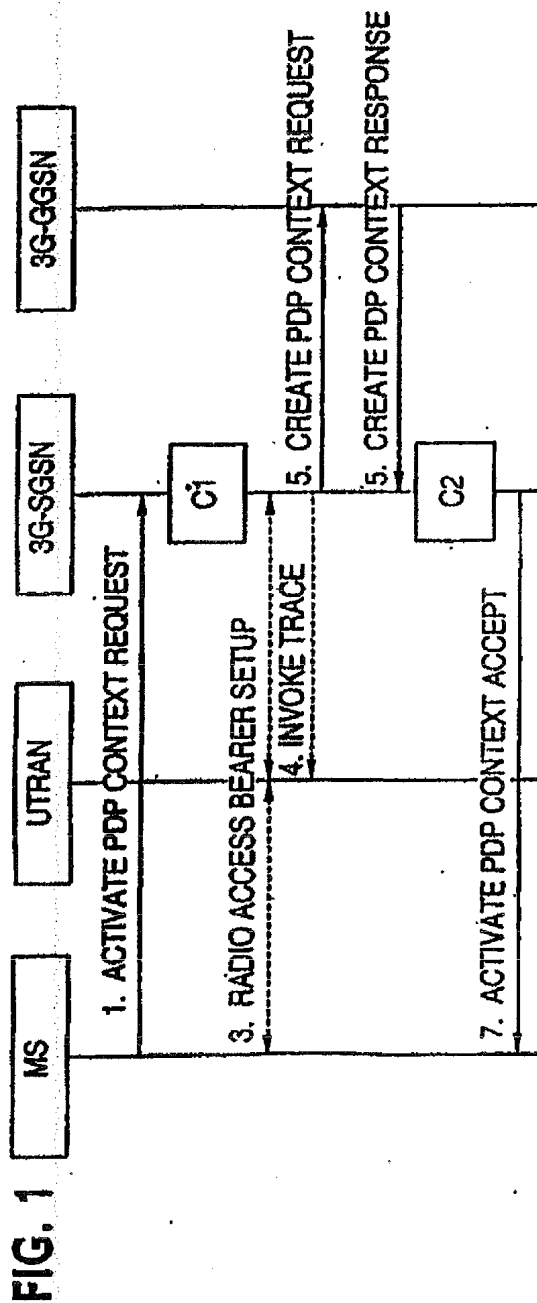 FIG. 1
MS
UTRAN
3G-SGSN
3G-GGSN
1. ACTIVATE PDP CONTEXT REQUEST
C1
3. RADIO ACCESS BEARER SETUP
4. INVOKE TRACE
5. CREATE PDP CONTEXT REQUEST
5. CREATE PDP CONTEXT RESPONSE
C2
7. ACTIVATE PDP CONTEXT ACCEPT